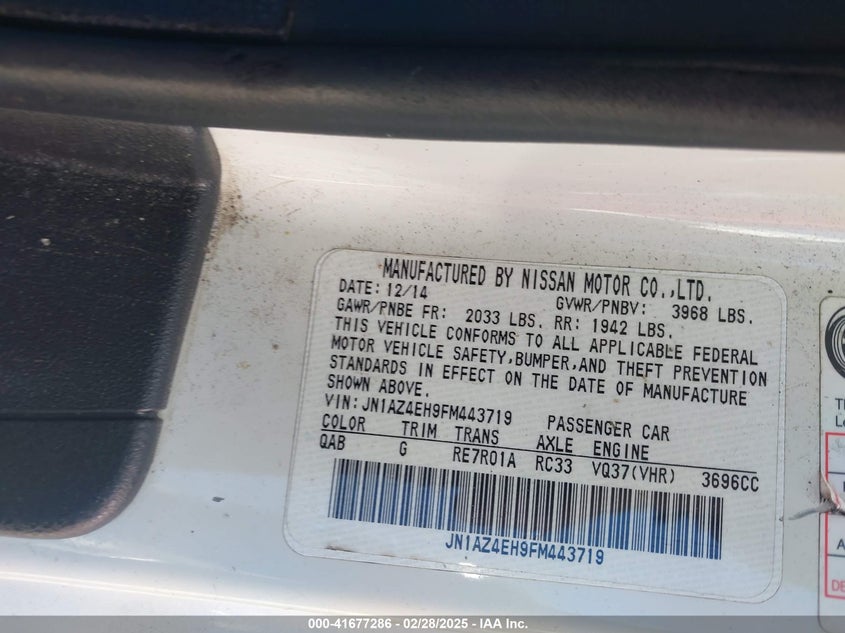 MANUFACTURED BY NISSAN MOTOR CO.,LTD.
DATE: 12/14 GVWR/PNBV: 3968 LBS.
GAWR/PNBE FR: 2033 LBS. RR: 1942 LBS.
THIS VEHICLE CONFORMS TO ALL APPLICABLE FEDERAL
MOTOR VEHICLE SAFETY,BUMPER,AND THEFT PREVENTION
STANDARDS IN EFFECT ON THE DATE OF MANUFACTURE
SHOWN ABOVE.
VIN:JN1AZ4EH9FM443719 PASSENGER CAR
COLOR TRIM TRANS AXLE ENGINE
QAB G RE7R01A RC33 VQ37(VHR) 3696CC
JN1AZ4EH9FM443719
000-41677286 - 02/28/2025 - IAA Inc.